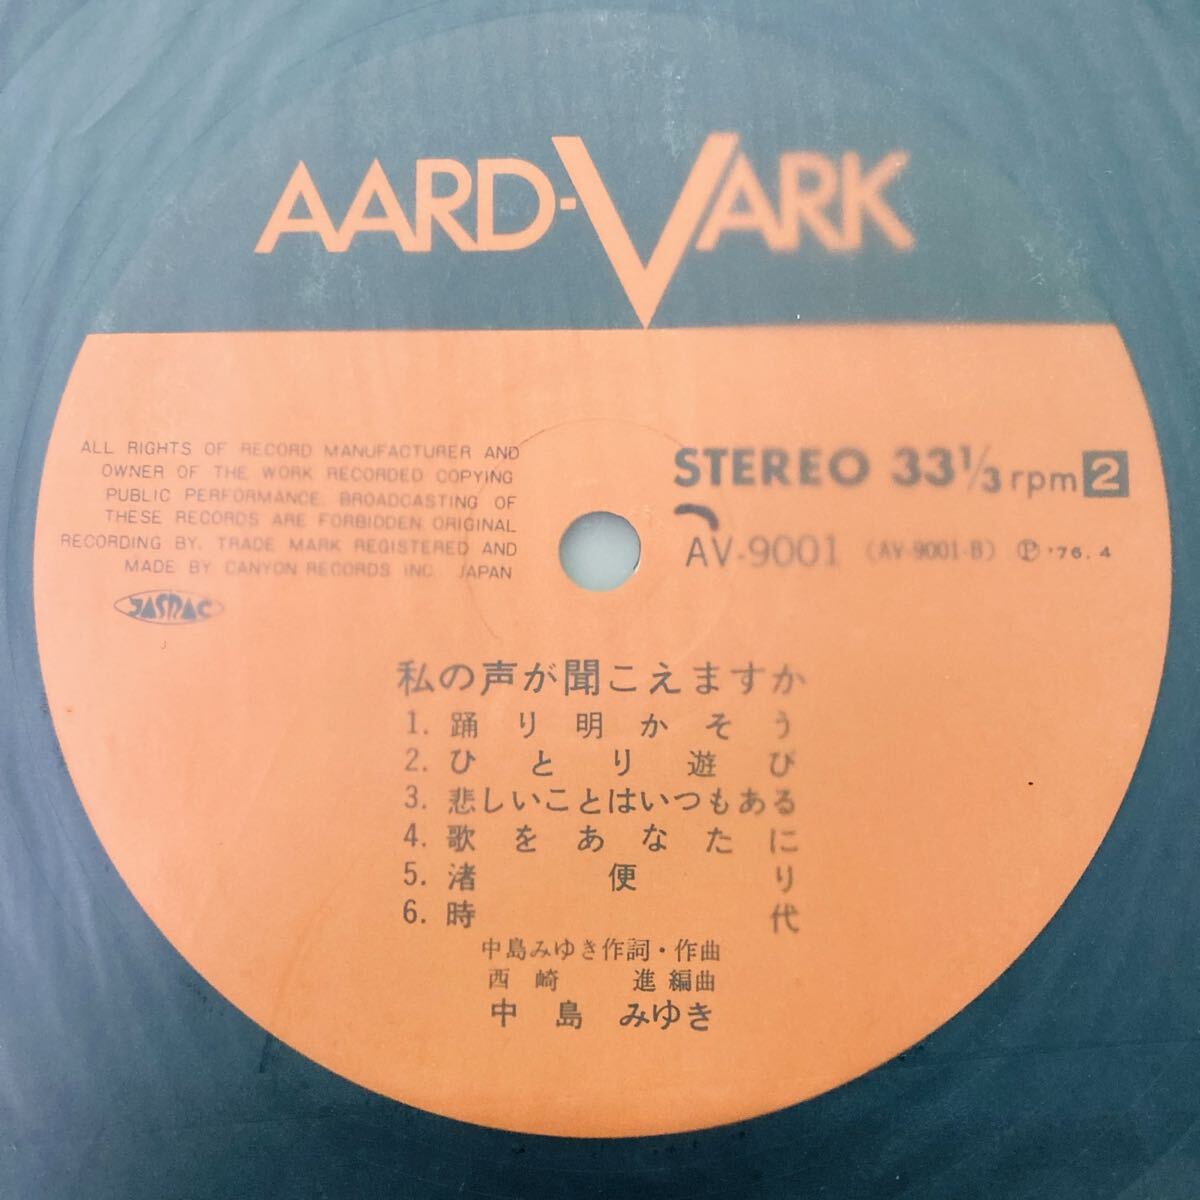 AARD-VARK
ALL RIGHTS OF RECORD MANUFACTURER AND
OWNER OF THE WORK RECORDED COPYING
PUBLIC PERFORMANCE. BROADCASTING OF
THESE RECORDS ARE FORBIDDEN ORIGINAL
RECORDING BY. TRADE MARK REGISTERED AND
MADE BY CANYON RECORDS INC. JAPAN
JASRAC
J
STEREO 33⅓ rpm 2
AV-9001 (AV-9001-B) Ⓟ '76.4
私の声が聞こえますか
1. 踊り明かそう
2. ひとり遊び
3. 悲しいことはいつもある
4. 歌をあなたに
5. 渚便り
6. 時代
中島みゆき作詞・作曲
西崎 進編曲
中島 みゆき